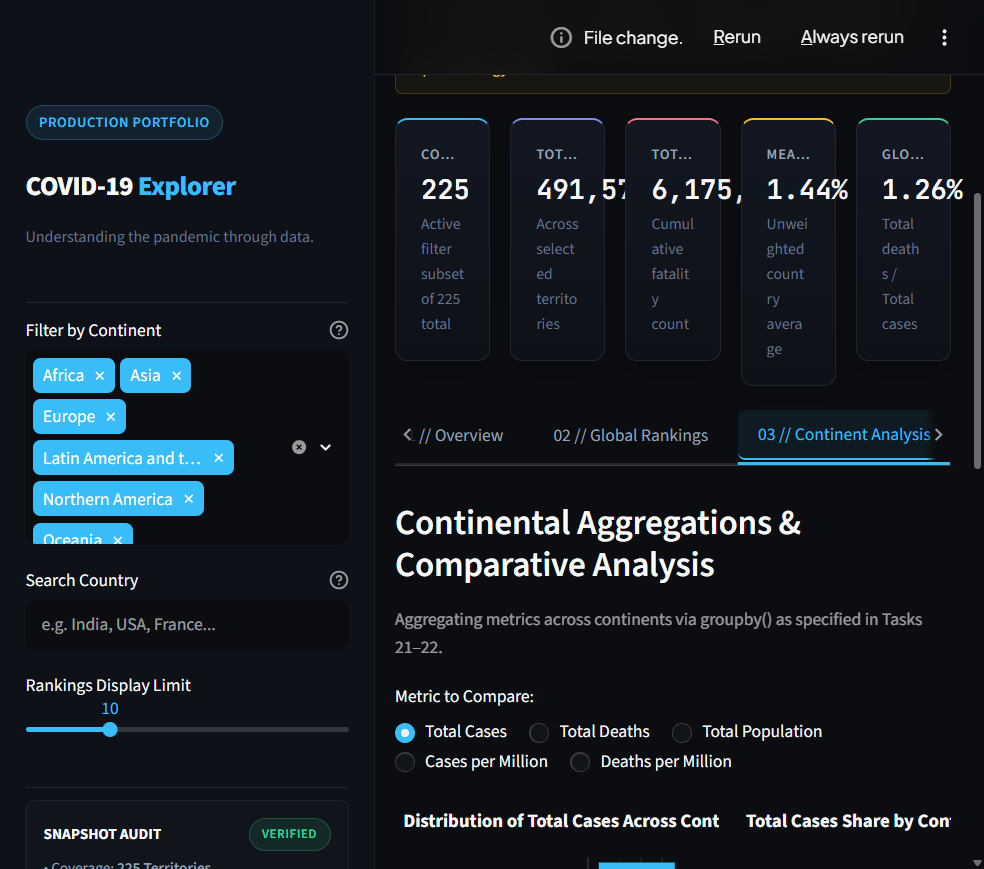 File change.
Rerun
Always rerun
PRODUCTION PORTFOLIO
COVID-19 Explorer
Understanding the pandemic through data.
Filter by Continent
Africa
Asia
Europe
Latin America and t...
Northern America
Oceania
Search Country
e.g. India, USA, France...
Rankings Display Limit
10
SNAPSHOT AUDIT
VERIFIED
• Coverage: 225 Territories
CO...
225
Active
filter
subset
of 225
total
TOT...
491,57
Across
select
ed
territo
ries
TOT...
6,175,
Cumul
ative
fatalit
y
count
MEA...
1.44%
Unwei
ghted
count
ry
avera
ge
GLO...
1.26%
Total
death
s /
Total
cases
// Overview
02 // Global Rankings
03 // Continent Analysis
Continental Aggregations &
Comparative Analysis
Aggregating metrics across continents via groupby() as specified in Tasks
21–22.
Metric to Compare:
Total Cases
Total Deaths
Total Population
Cases per Million
Deaths per Million
Distribution of Total Cases Across Cont
Total Cases Share by Con